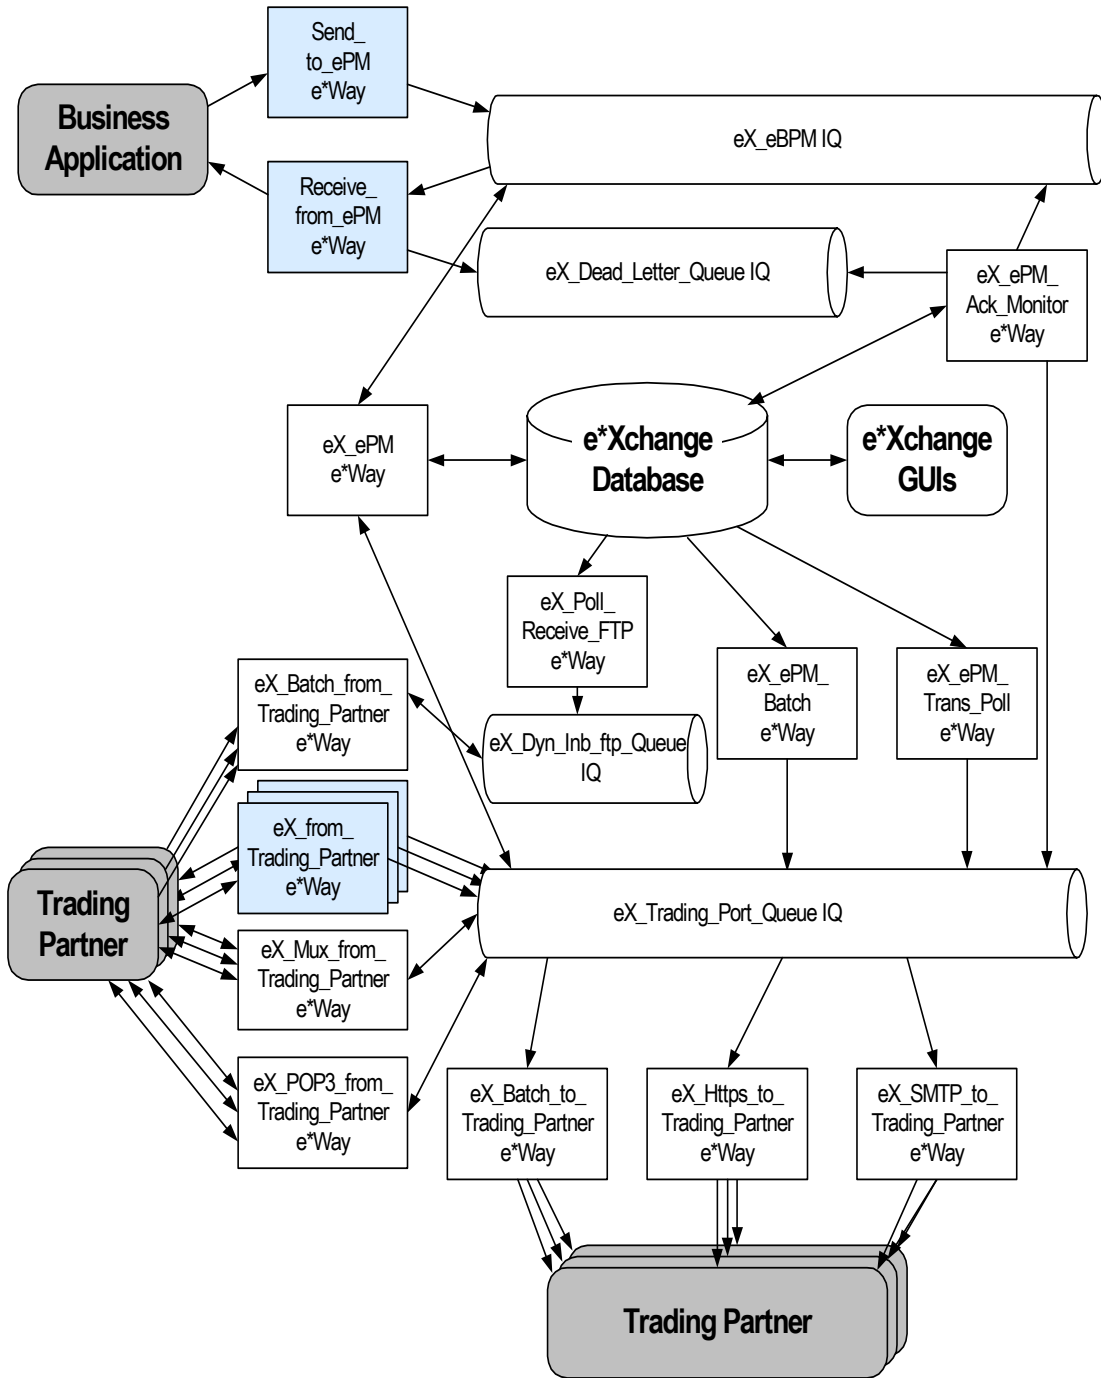 Send_
to_ePM
e*Way
Business
Application
eX_eBPM IQ
Receive_
from_ePM
e*Way
eX_Dead_Letter_Queue IQ
eX_ePM_
Ack_Monitor
e*Way
eX_ePM
e*Way
e*Xchange
Database
e*Xchange
GUIs
eX_Poll_
Receive_FTP
e*Way
eX_Batch_from_
Trading_Partner
e*Way
eX_ePM_
Batch
e*Way
eX_ePM_
Trans_Poll
e*Way
eX_Dyn_Inb_ftp_Queue
IQ
eX_from_
Trading_Partner
e*Way
Trading
Partner
eX_Trading_Port_Queue IQ
eX_Mux_from_
Trading_Partner
e*Way
eX_POP3_from_
Trading_Partner
e*Way
eX_Batch_to_
Trading_Partner
e*Way
eX_Https_to_
Trading_Partner
e*Way
eX_SMTP_to_
Trading_Partner
e*Way
Trading Partner